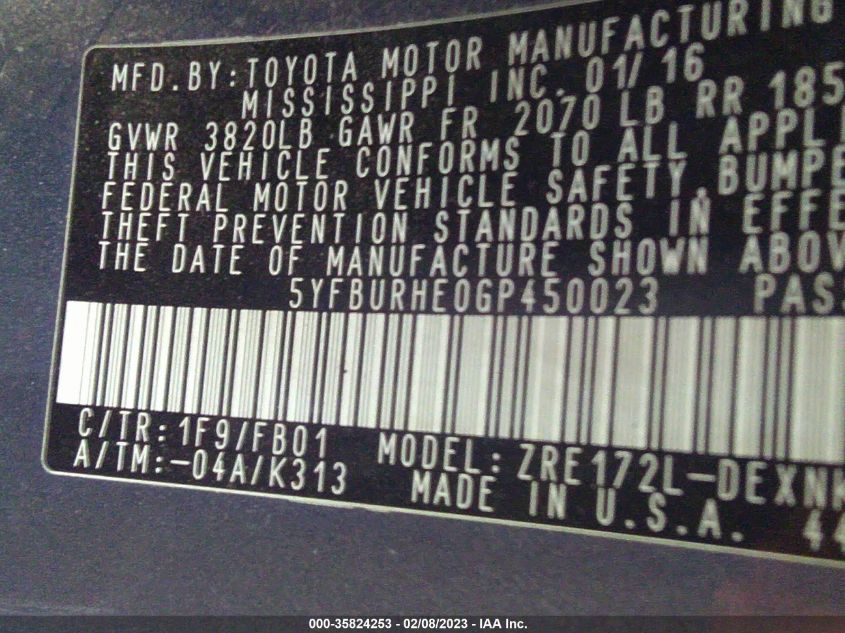 MFD.BY:TOYOTA MOTOR MANUFACTURING
MISSISSIPPI INC. 01/16
GVWR 3820LB GAWR FR 2070 LB RR 185
THIS VEHICLE CONFORMS TO ALL APPL
FEDERAL MOTOR VEHICLE SAFETY,BUMPE
THEFT PREVENTION STANDARDS IN EFFE
THE DATE OF MANUFACTURE SHOWN ABOV
5YFBURHE0GP450023 PAS
C/TR:1F9/FB01 MODEL:ZRE172L-DEXN
A/TM:-04A/K313 MADE IN U.S.A. 44
000-35824253 - 02/08/2023 - IAA Inc.